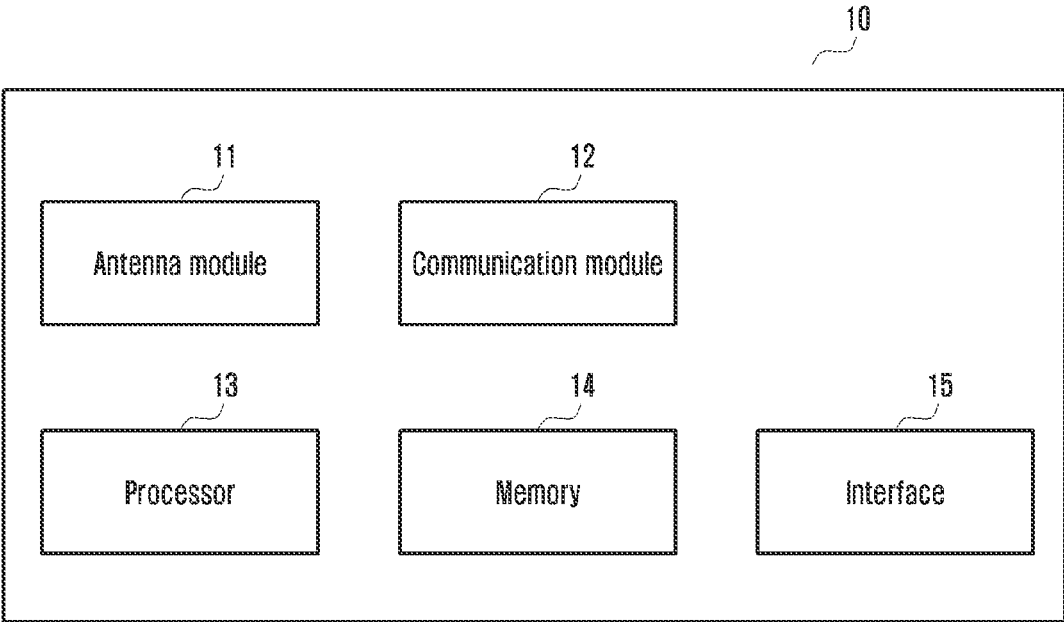 10
11
12
Antenna module
Communication module
13
14
15
Processor
Memory
Interface